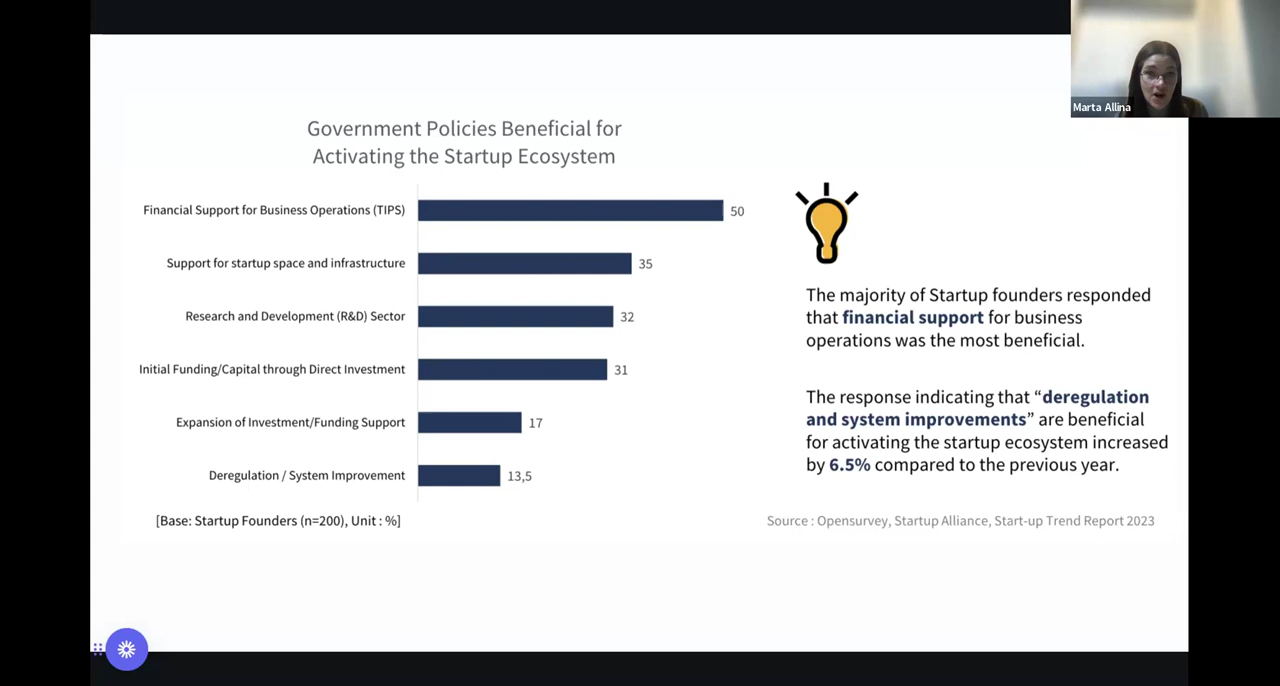 Marta Allina
Government Policies Beneficial for
Activating the Startup Ecosystem
Financial Support for Business Operations (TIPS)
50
Support for startup space and infrastructure
35
Research and Development (R&D) Sector
32
Initial Funding/Capital through Direct Investment
31
Expansion of Investment/Funding Support
17
Deregulation / System Improvement
13,5
[Base: Startup Founders (n=200), Unit : %]
The majority of Startup founders responded
that financial support for business
operations was the most beneficial.
The response indicating that “deregulation
and system improvements” are beneficial
for activating the startup ecosystem increased
by 6.5% compared to the previous year.
Source : Opensurvey, Startup Alliance, Start-up Trend Report 2023